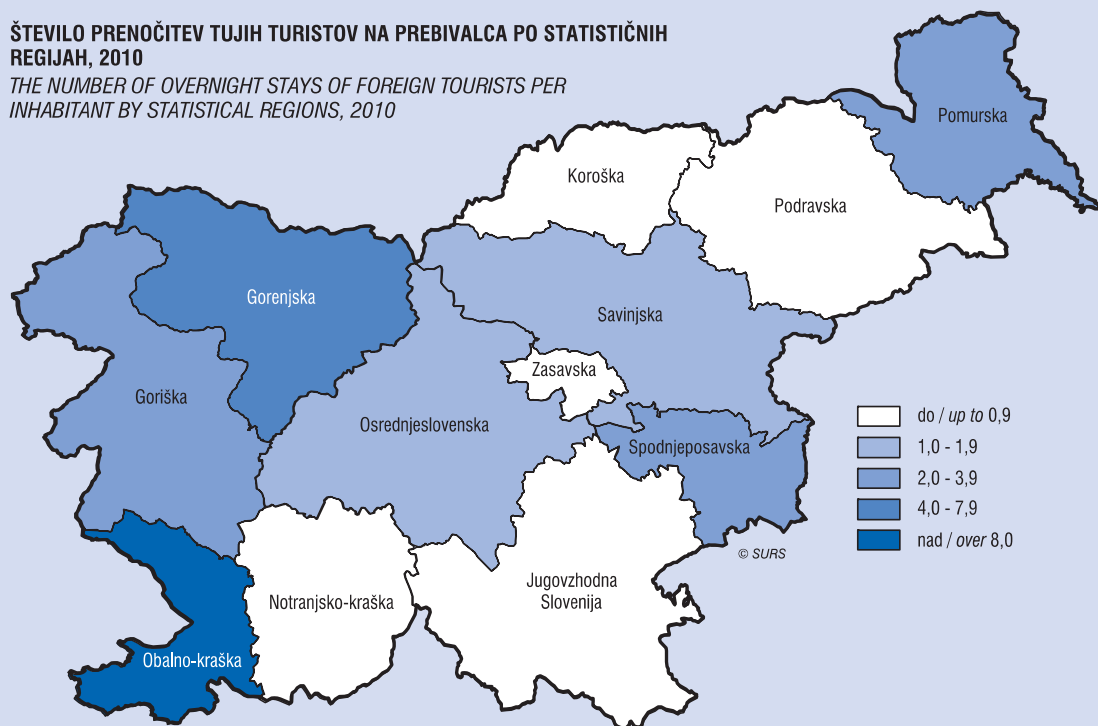 ŠTEVILO PRENOČITEV TUJIH TURISTOV NA PREBIVALCA PO STATISTIČNIH
REGIJAH, 2010
THE NUMBER OF OVERNIGHT STAYS OF FOREIGN TOURISTS PER
INHABITANT BY STATISTICAL REGIONS, 2010
Pomurska
Koroška
Podravska
Gorenjska
Savinjska
Zasavska
Goriška
Osrednjeslovenska
Spodnjeposavska
do / up to 0,9
1,0 - 1,9
2,0 - 3,9
4,0 - 7,9
nad / over 8,0
© SURS
Notranjsko-kraška
Jugovzhodna
Slovenija
Obalno-kraška